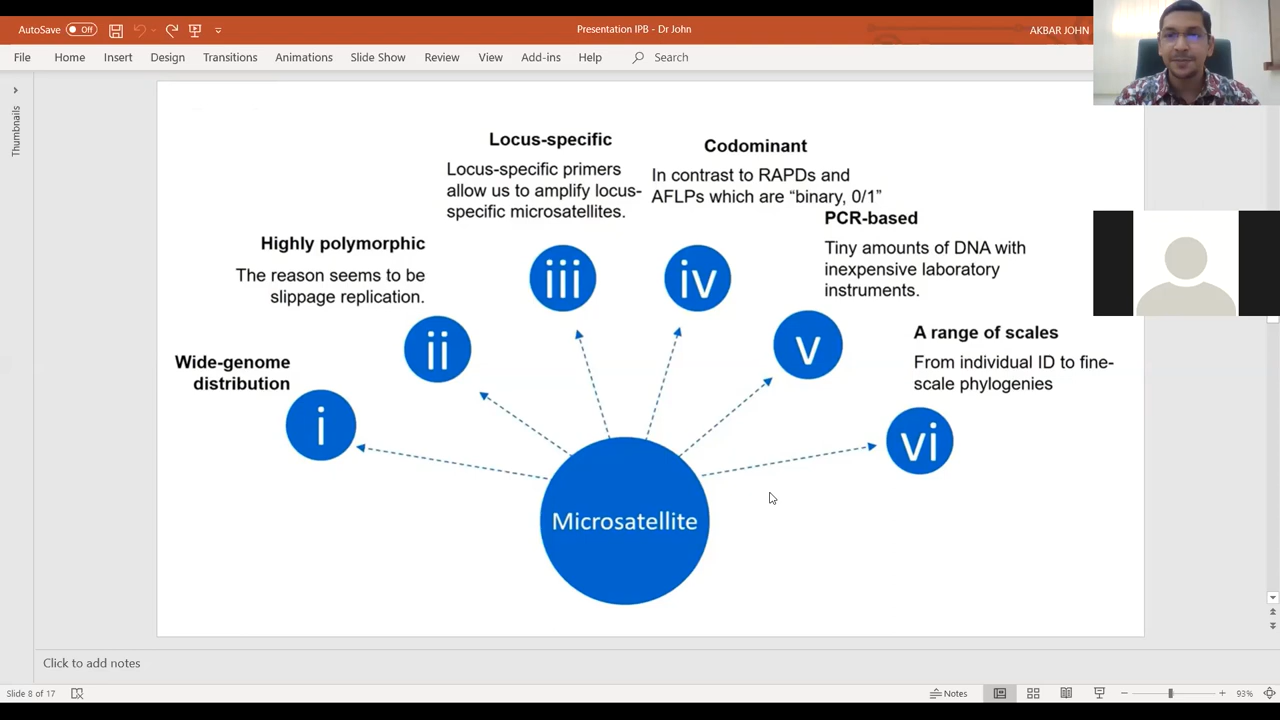 AutoSave
Off
Presentation IPB - Dr John
AKBAR JOHN
File
Home
Insert
Design
Transitions
Animations
Slide Show
Review
View
Add-ins
Help
Search
Thumbnails
Locus-specific
Locus-specific primers
allow us to amplify locus-
specific microsatellites.
Codominant
In contrast to RAPDs and
AFLPs which are “binary, 0/1”
PCR-based
Tiny amounts of DNA with
inexpensive laboratory
instruments.
Highly polymorphic
The reason seems to be
slippage replication.
A range of scales
From individual ID to fine-
scale phylogenies
Wide-genome
distribution
i
ii
iii
iv
v
vi
Microsatellite
Click to add notes
Slide 8 of 17
Notes
93%